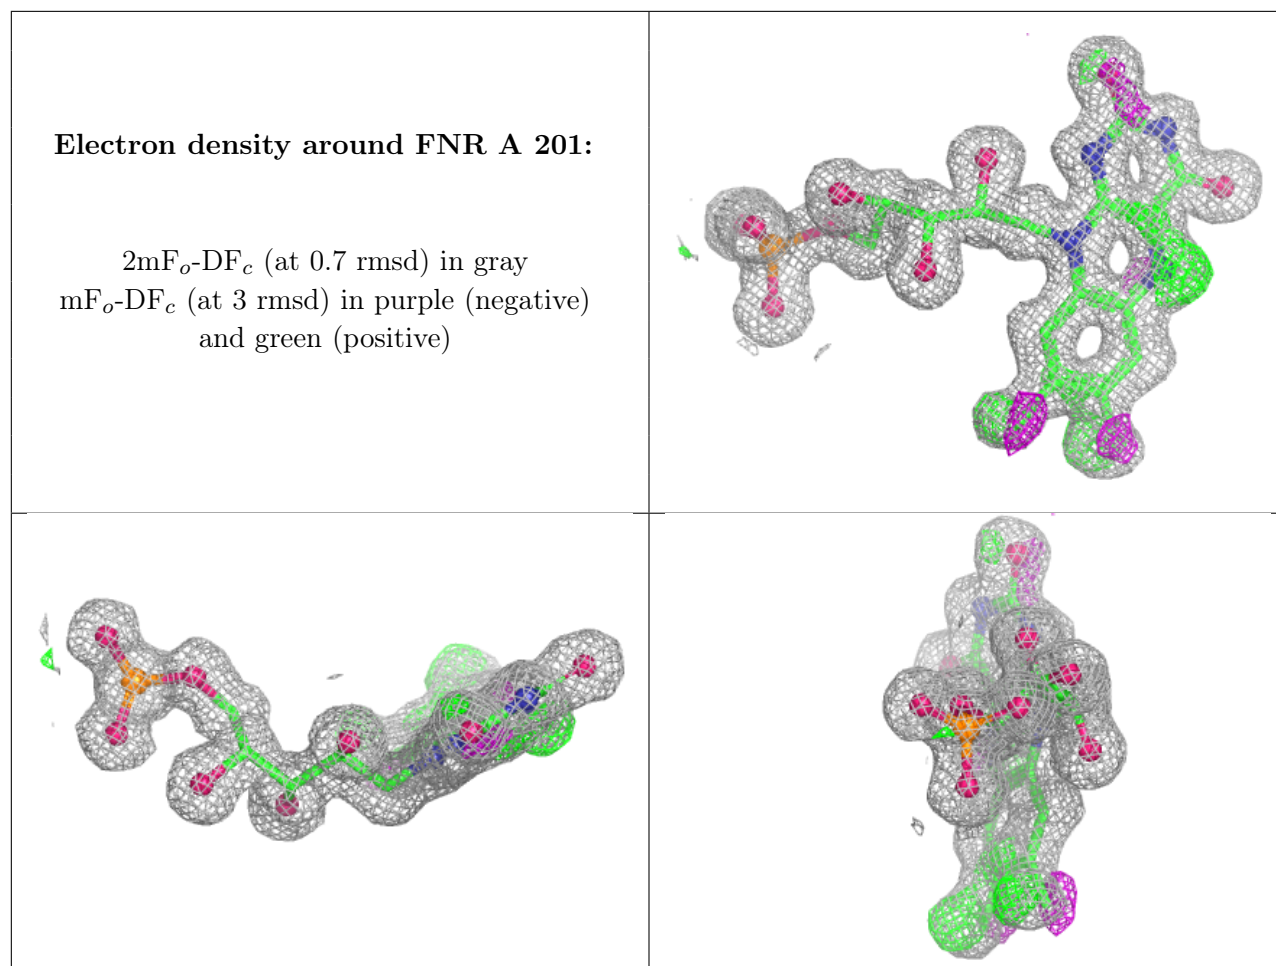 Electron density around FNR A 201:
2mFo-DFc (at 0.7 rmsd) in gray
mFo-DFc (at 3 rmsd) in purple (negative)
and green (positive)